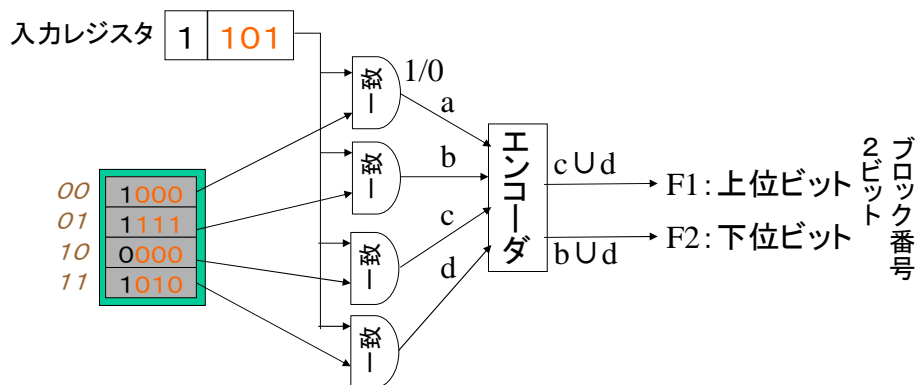 入力レジスタ 1 101
一致
1/0
a
一致
b
一致
c
一致
d
00 1000
01 1111
10 0000
11 1010
エンコーダ
c∪d
F1:上位ビット
b∪d
F2:下位ビット
ブロック番号
2ビット